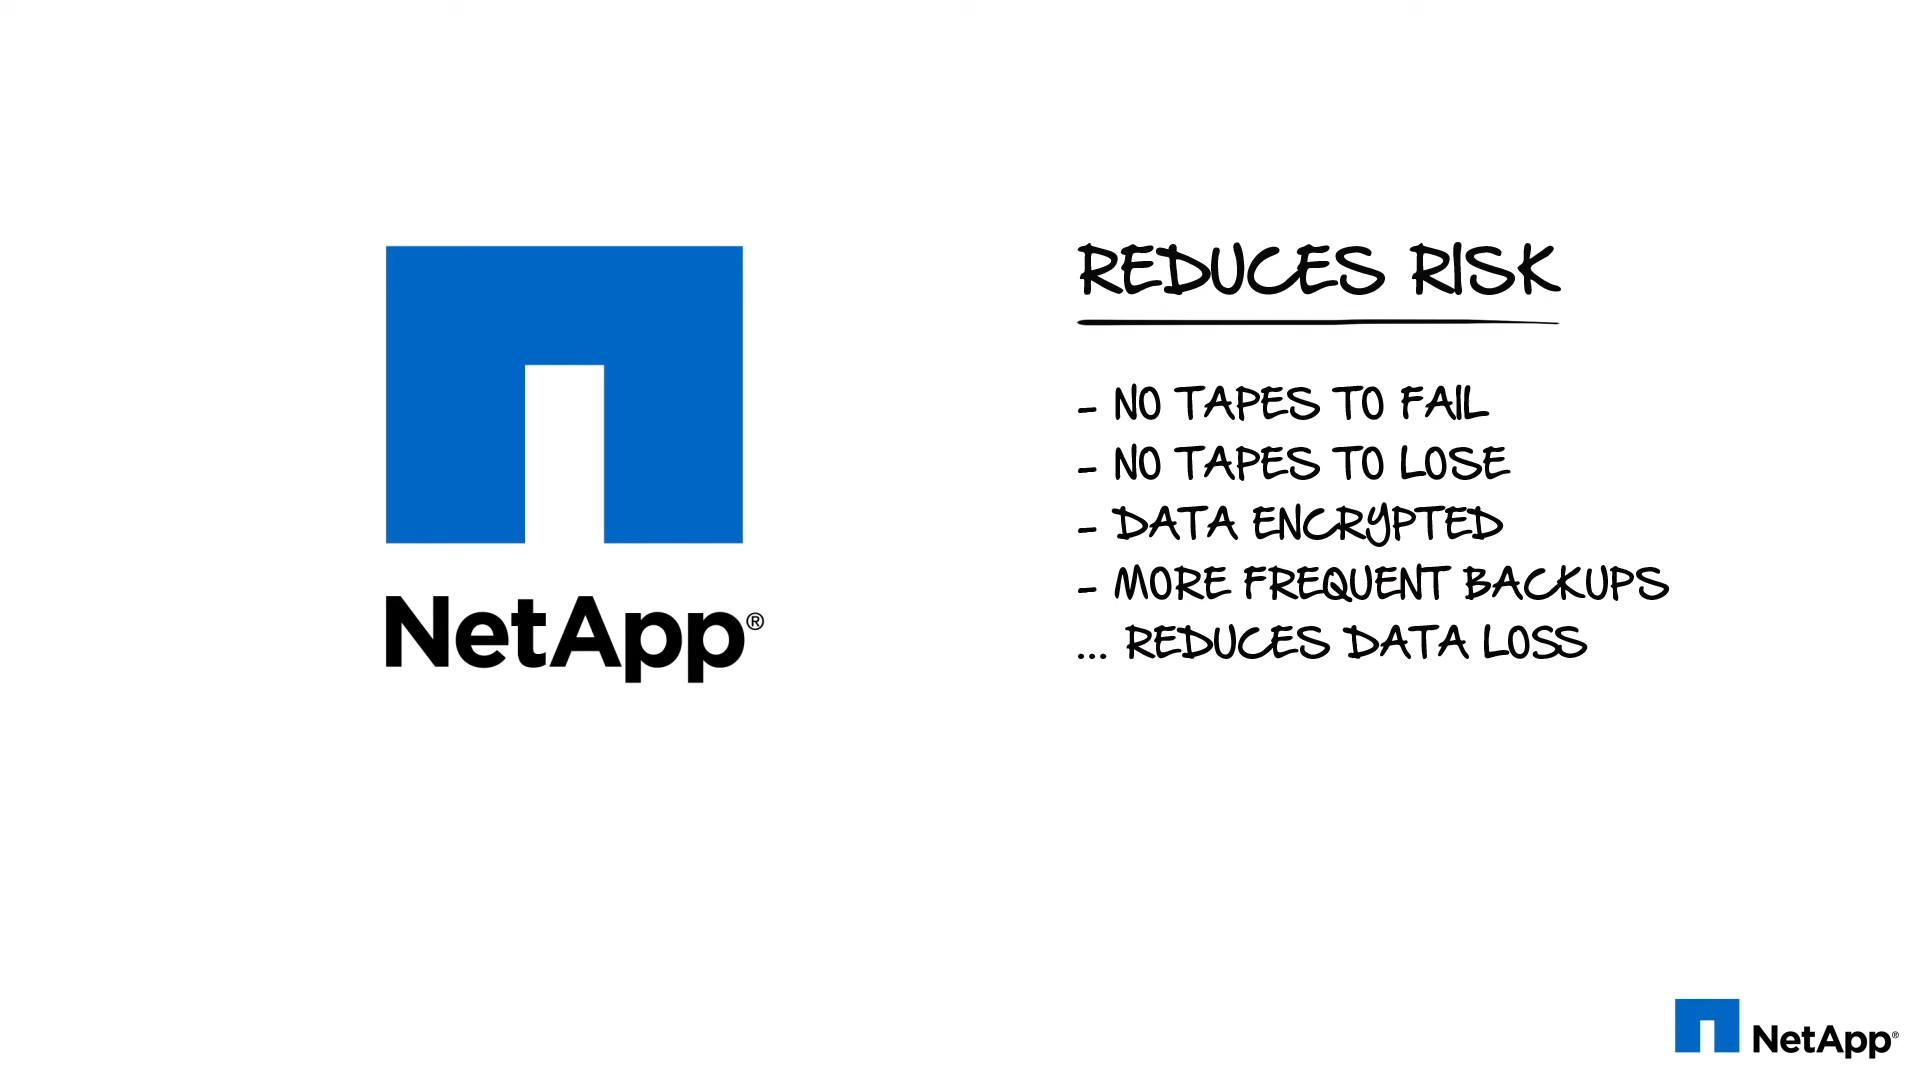 NetApp®
REDUCES RISK
- NO TAPES TO FAIL
- NO TAPES TO LOSE
- DATA ENCRYPTED
- MORE FREQUENT BACKUPS
... REDUCES DATA LOSS
NetApp®